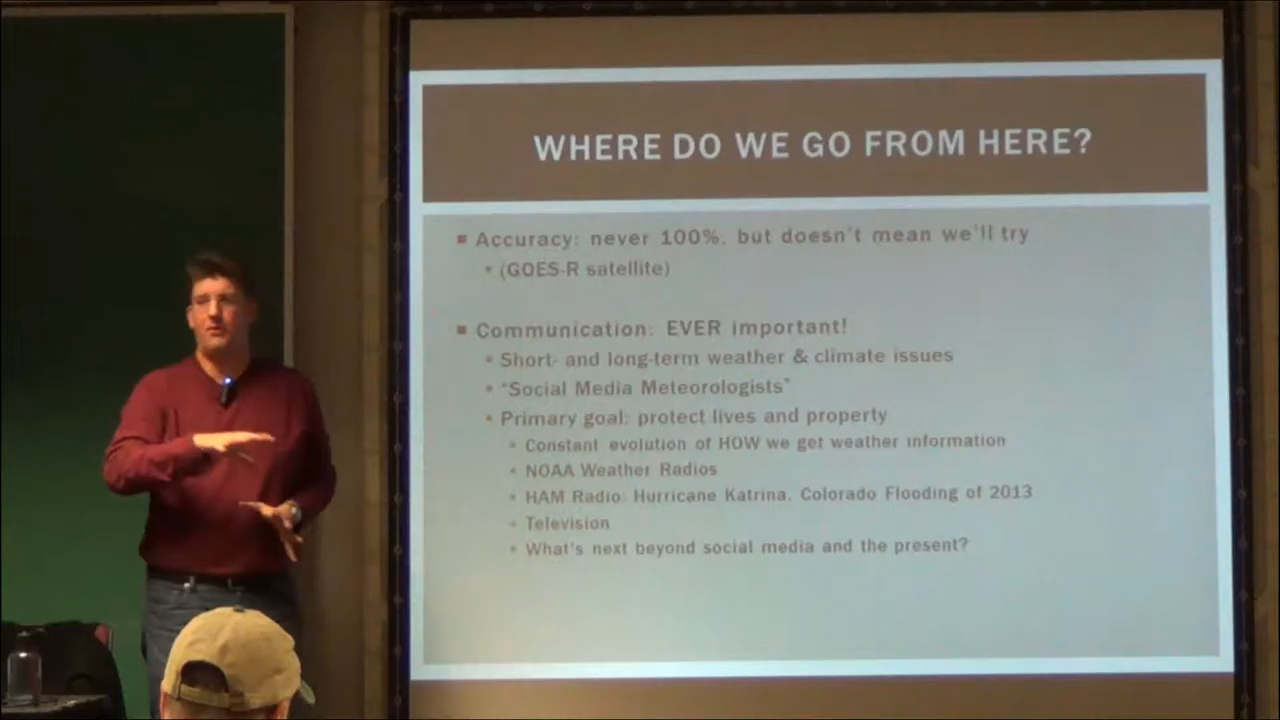 WHERE DO WE GO FROM HERE?
Accuracy: never 100%, but doesn't mean we'll try
(GOES-R satellite)
Communication: EVER important!
Short- and long-term weather & climate issues
"Social Media Meteorologists"
Primary goal: protect lives and property
Constant evolution of HOW we get weather information
NOAA Weather Radios
HAM Radio: Hurricane Katrina, Colorado Flooding of 2013
Television
What's next beyond social media and the present?